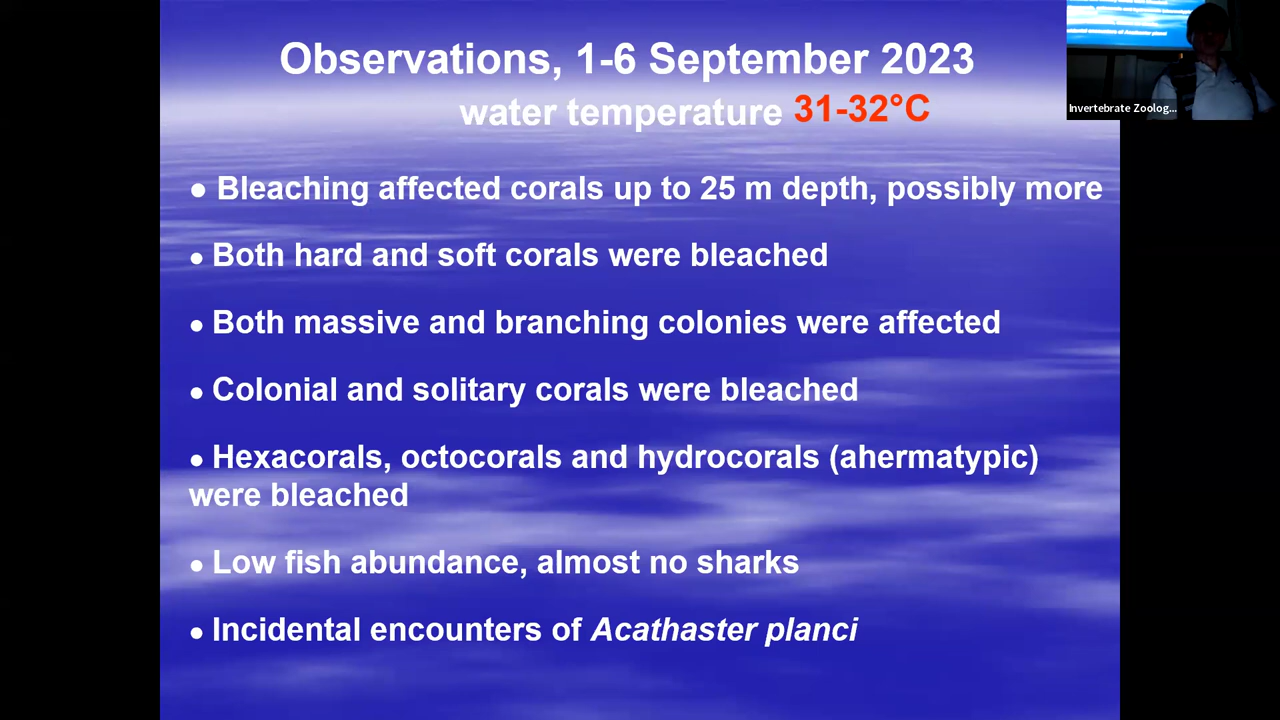 Observations, 1-6 September 2023
water temperature 31-32°C
Invertebrate Zoolog...
● Bleaching affected corals up to 25 m depth, possibly more
● Both hard and soft corals were bleached
● Both massive and branching colonies were affected
● Colonial and solitary corals were bleached
● Hexacorals, octocorals and hydrocorals (ahermatypic)
were bleached
● Low fish abundance, almost no sharks
● Incidental encounters of Acathaster planci